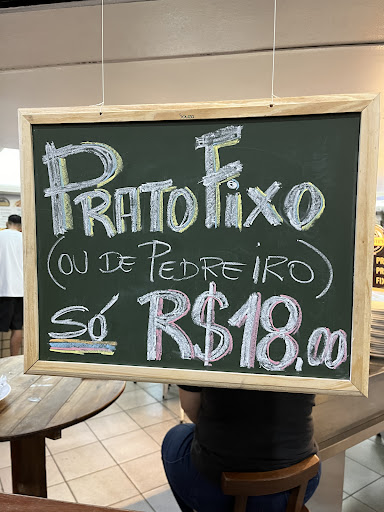 PRATO FIXO
(OU DE PEDREIRO)
SÓ R$18.00